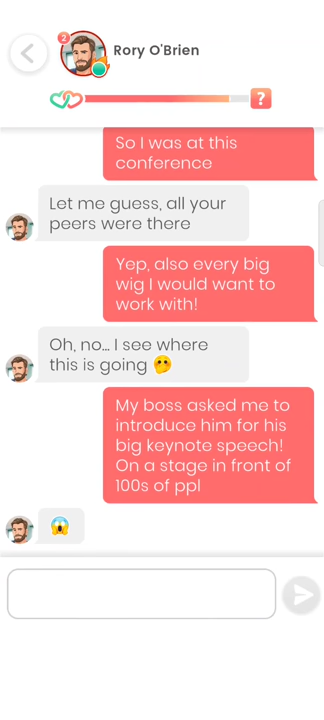 2
Rory O'Brien
?
So I was at this
conference
Let me guess, all your
peers were there
Yep, also every big
wig I would want to
work with!
Oh, no... I see where
this is going 🫢
My boss asked me to
introduce him for his
big keynote speech!
On a stage in front of
100s of ppl
😱